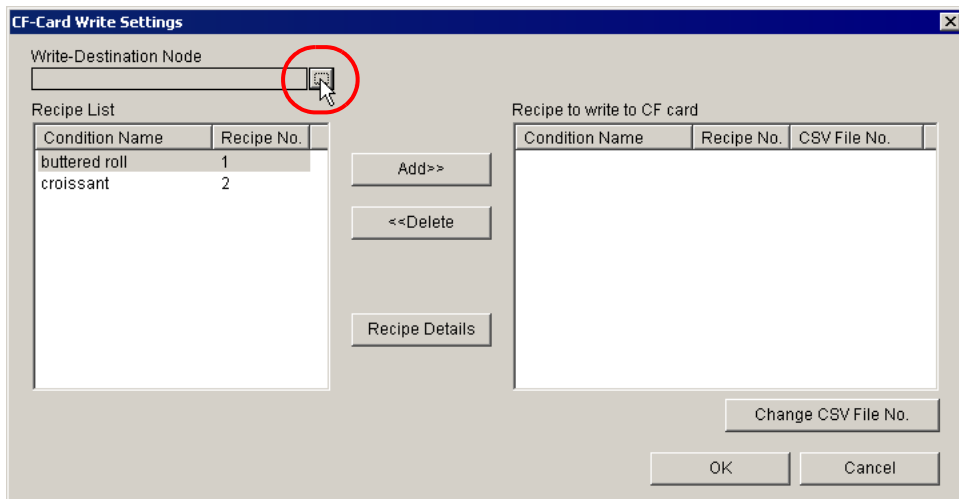 CF-Card Write Settings
Write-Destination Node
Recipe List
Condition Name Recipe No.
buttered roll 1
croissant 2
Add>>
<<Delete
Recipe Details
Recipe to write to CF card
Condition Name Recipe No. CSV File No.
Change CSV File No.
OK Cancel